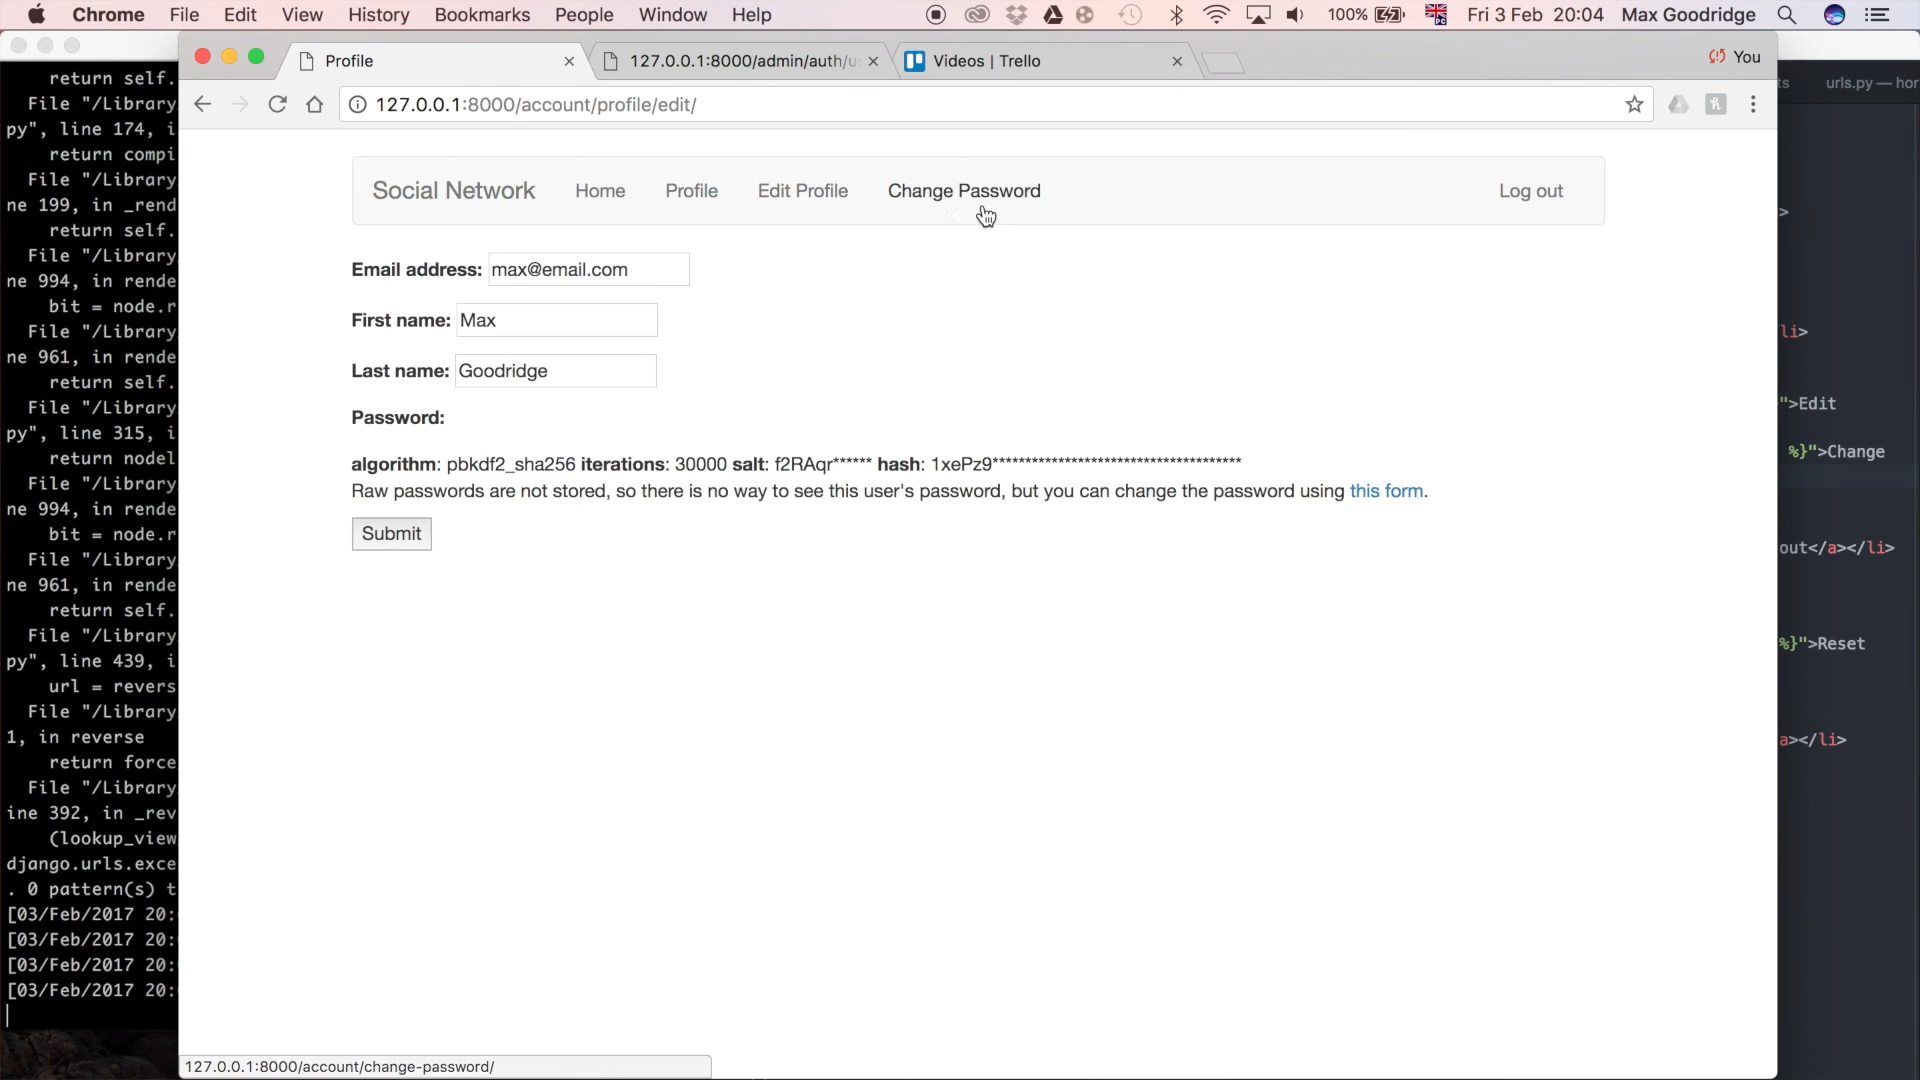 Chrome File Edit View History Bookmarks People Window Help 100% Fri 3 Feb 20:04 Max Goodridge
Profile 127.0.0.1:8000/admin/auth/u Videos | Trello You
127.0.0.1:8000/account/profile/edit/
Social Network Home Profile Edit Profile Change Password Log out
Email address: max@email.com
First name: Max
Last name: Goodridge
Password:
algorithm: pbkdf2_sha256 iterations: 30000 salt: f2RAqr****** hash: 1xePz9**************************************
Raw passwords are not stored, so there is no way to see this user's password, but you can change the password using this form.
Submit
127.0.0.1:8000/account/change-password/
return self.
File "/Library
py", line 174, i
return compi
File "/Library
ne 199, in _rend
return self.
File "/Library
ne 994, in rende
bit = node.r
File "/Library
ne 961, in rende
return self.
File "/Library
py", line 315, i
return nodel
File "/Library
ne 994, in rende
bit = node.r
File "/Library
ne 961, in rende
return self.
File "/Library
py", line 439, i
url = revers
File "/Library
1, in reverse
return force
File "/Library
ine 392, in _rev
(lookup_view
django.urls.exce
. 0 pattern(s) t
[03/Feb/2017 20:
[03/Feb/2017 20:
[03/Feb/2017 20:
[03/Feb/2017 20:
ts urls.py — hor
>
li>
">Edit
%}">Change
out</a></li>
%}">Reset
a></li>